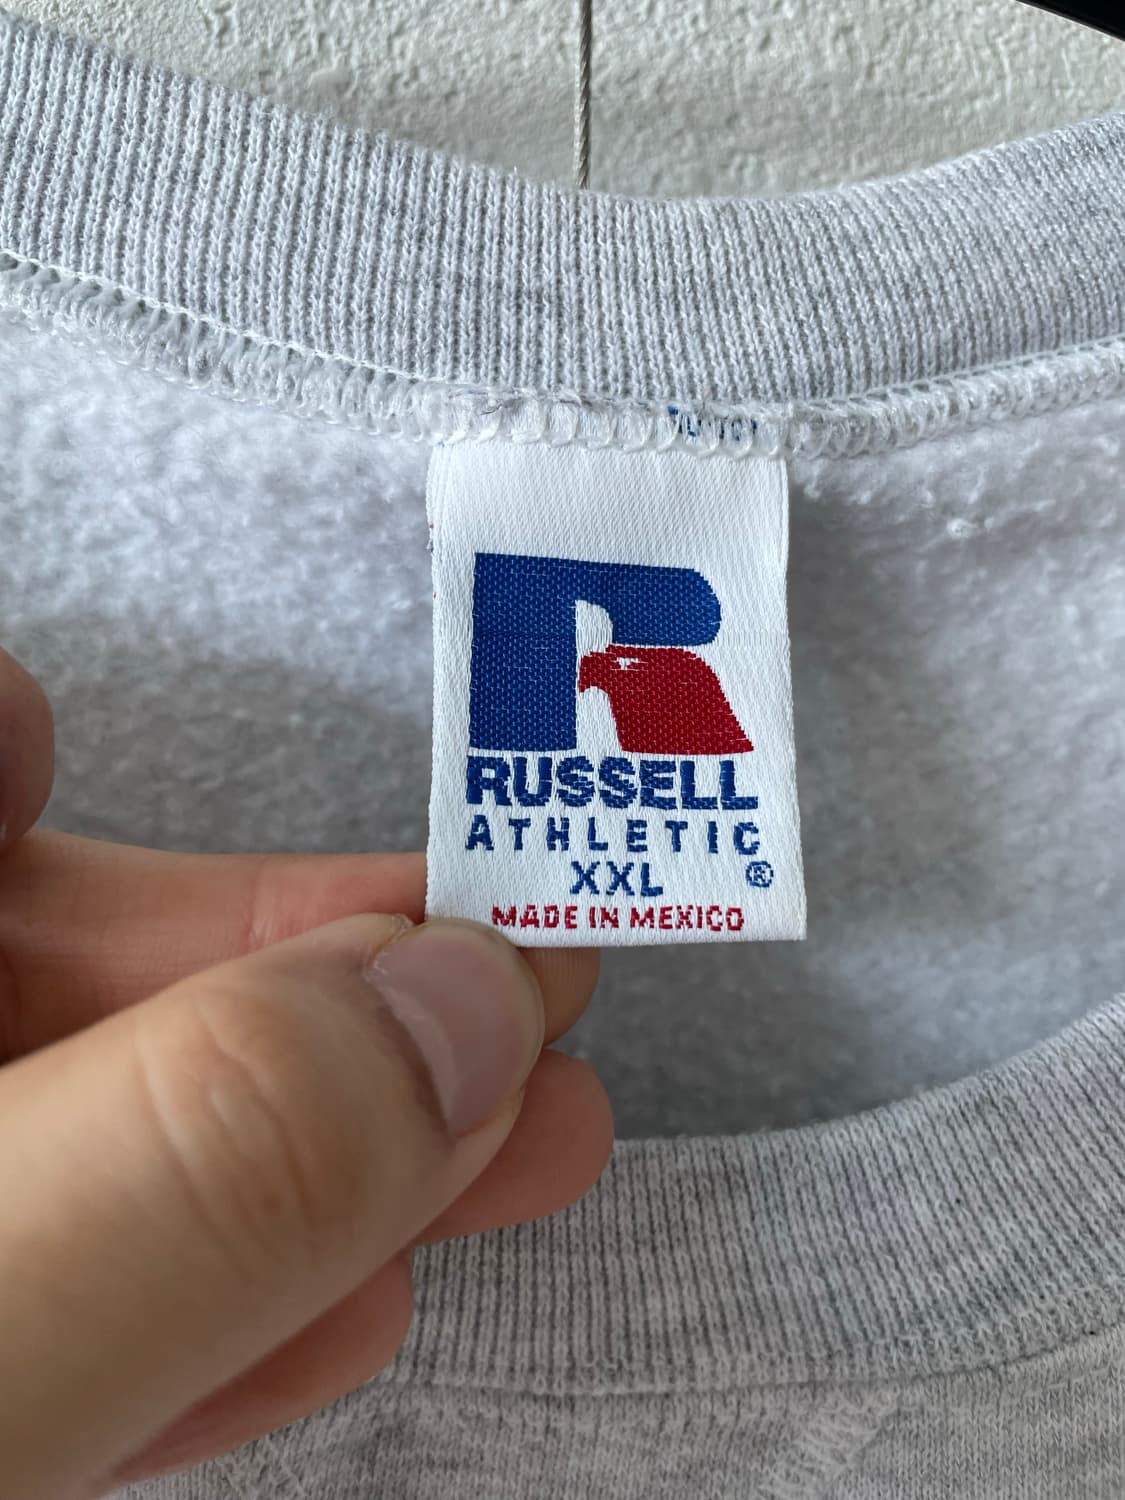 RUSSELL
ATHLETIC
XXL ®
MADE IN MEXICO